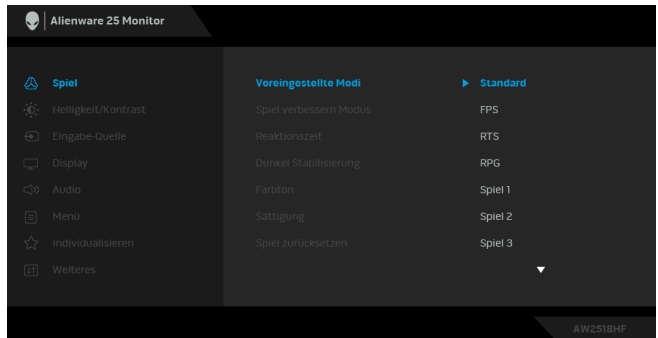 Alienware 25 Monitor
Spiel Voreingestellte Modi Standard
Helligkeit/Kontrast Spiel verbessern Modus FPS
Eingabe-Quelle Reaktionszeit RTS
Display Dunkel Stabilisierung RPG
Audio Farbton Spiel 1
Menü Sättigung Spiel 2
Individualisieren Spiel zurücksetzen Spiel 3
Weiteres
AW2518HF